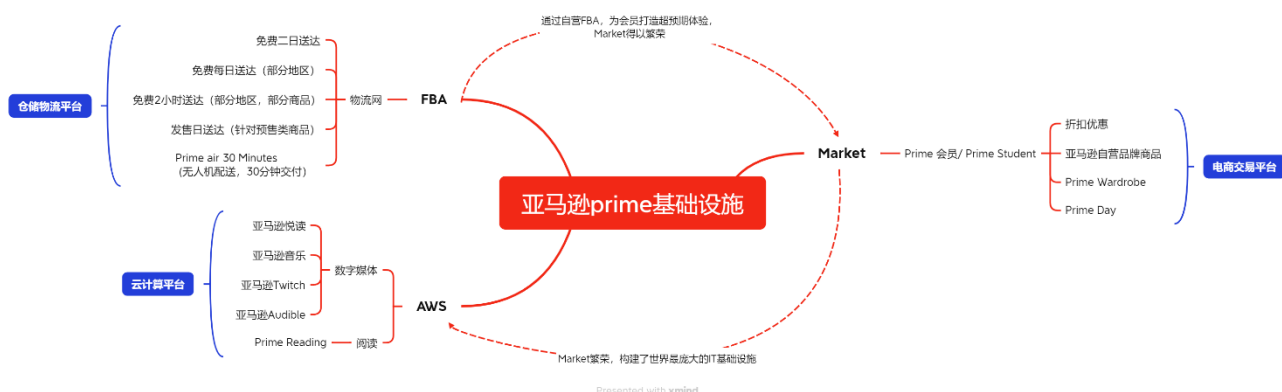 通过自营FBA，为会员打造超预期体验，
Market得以繁荣
免费二日送达
免费每日送达（部分地区）
免费2小时送达（部分地区，部分商品）
发售日送达（针对预售类商品）
Prime air 30 Minutes
（无人机配送，30分钟交付）
仓储物流平台
物流网
FBA
Market
Prime 会员/ Prime Student
折扣优惠
亚马逊自营品牌商品
Prime Wardrobe
Prime Day
电商交易平台
亚马逊prime基础设施
亚马逊悦读
亚马逊音乐
亚马逊Twitch
亚马逊Audible
Prime Reading
云计算平台
数字媒体
阅读
AWS
Market繁荣，构建了世界最庞大的IT基础设施
Presented with xmind